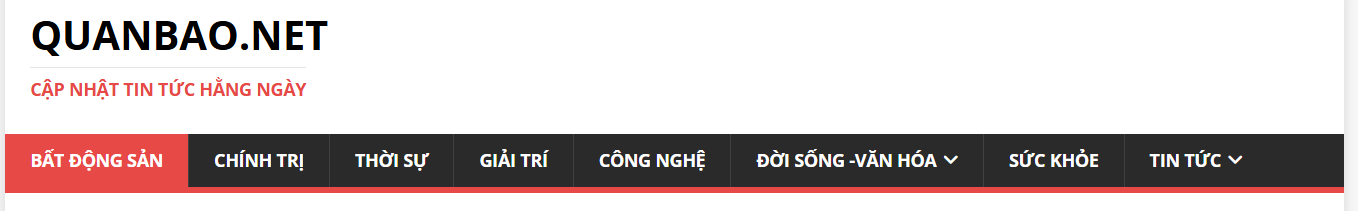 QUANBAO.NET
CẬP NHẬT TIN TỨC HẰNG NGÀY
BẤT ĐỘNG SẢN CHÍNH TRỊ THỜI SỰ GIẢI TRÍ CÔNG NGHỆ ĐỜI SỐNG -VĂN HÓA SỨC KHỎE TIN TỨC